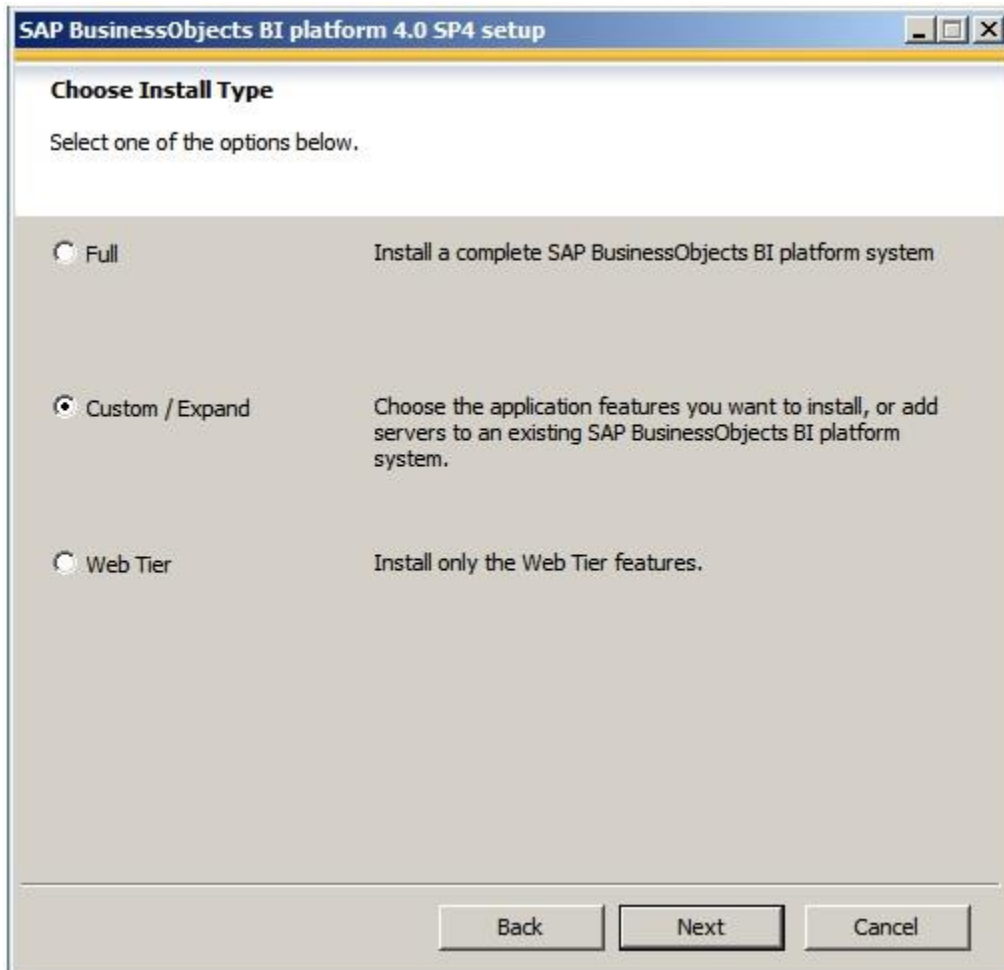 SAP BusinessObjects BI platform 4.0 SP4 setup
Choose Install Type
Select one of the options below.
Full
Install a complete SAP BusinessObjects BI platform system
Custom / Expand
Choose the application features you want to install, or add
servers to an existing SAP BusinessObjects BI platform
system.
Web Tier
Install only the Web Tier features.
Back
Next
Cancel